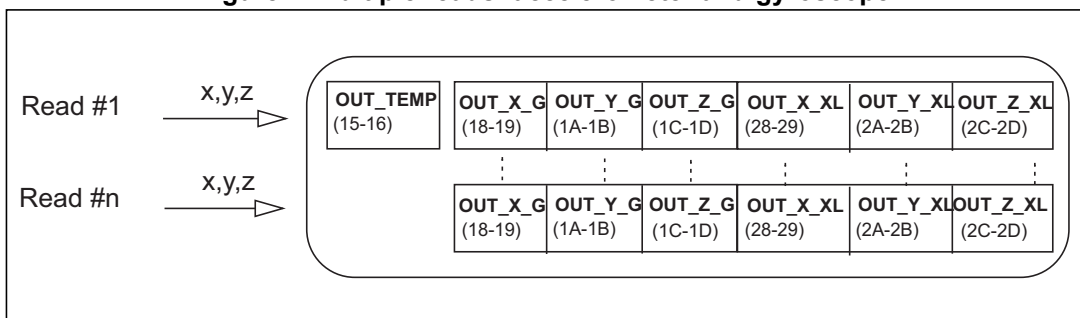 Read #1
x,y,z
OUT_TEMP
(15-16)
OUT_X_G
(18-19)
OUT_Y_G
(1A-1B)
OUT_Z_G
(1C-1D)
OUT_X_XL
(28-29)
OUT_Y_XL
(2A-2B)
OUT_Z_XL
(2C-2D)
Read #n
x,y,z
OUT_X_G
(18-19)
OUT_Y_G
(1A-1B)
OUT_Z_G
(1C-1D)
OUT_X_XL
(28-29)
OUT_Y_XL
(2A-2B)
OUT_Z_XL
(2C-2D)